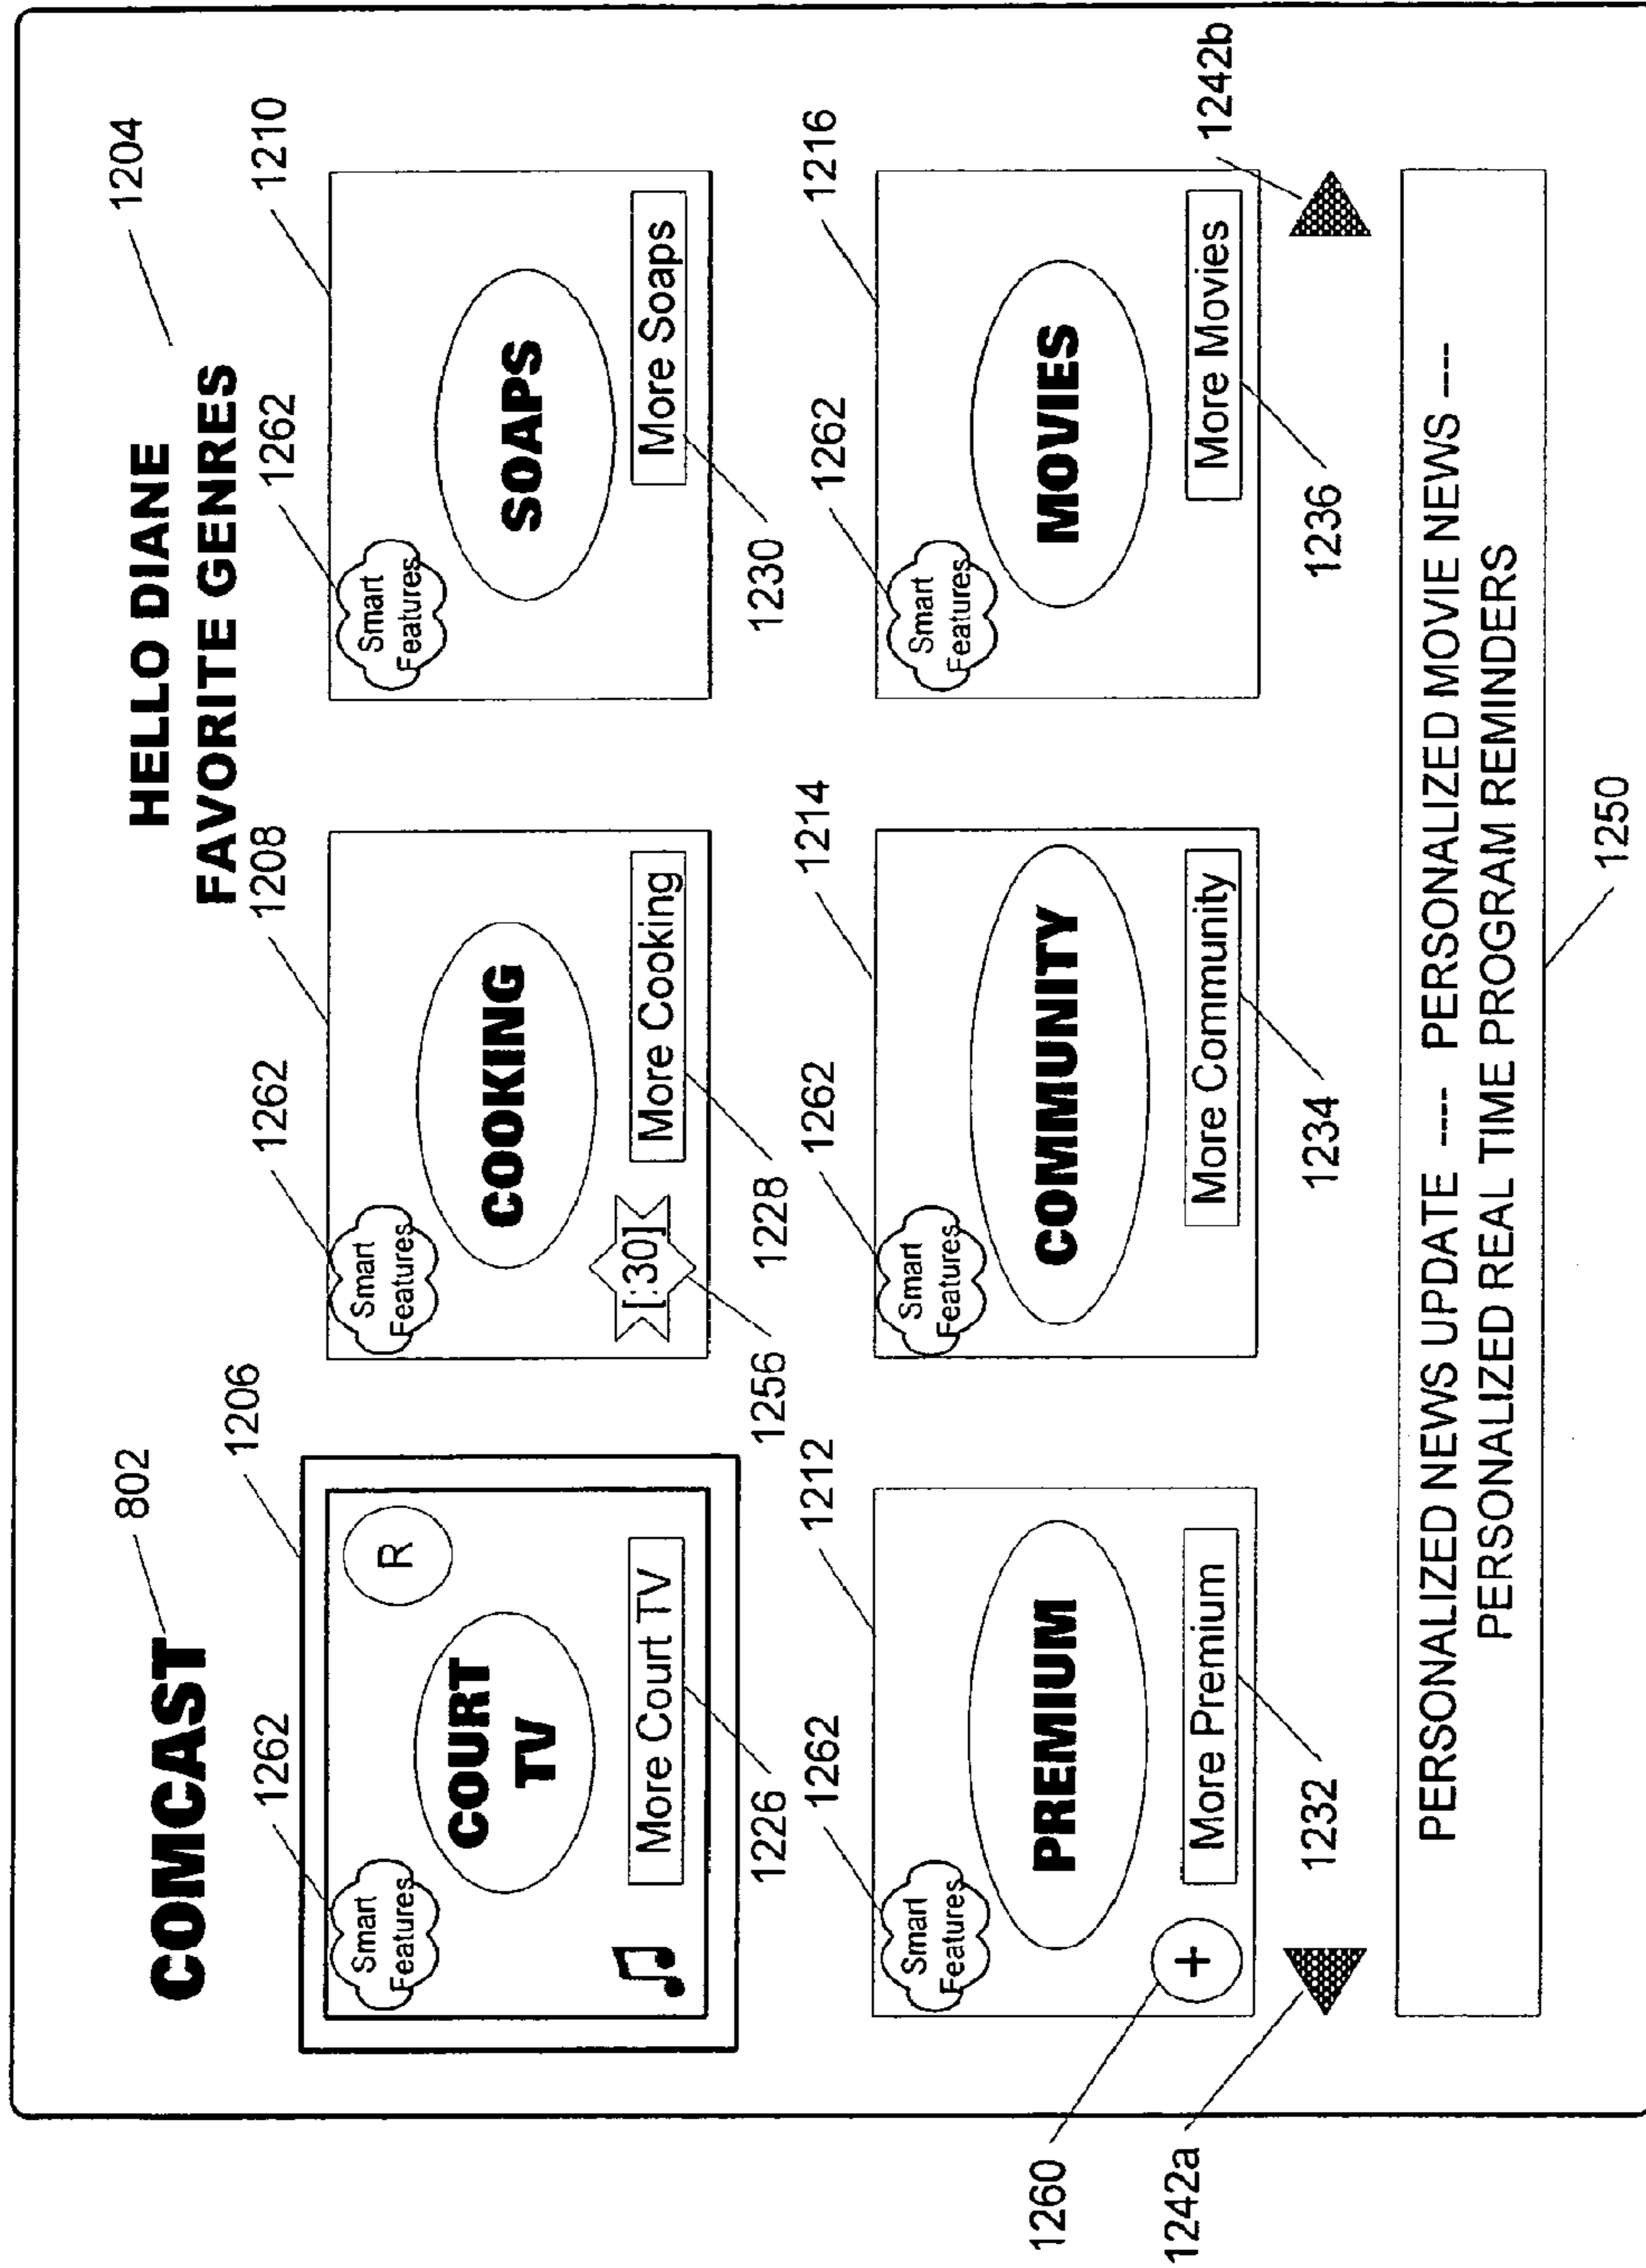 COMCAST
802
HELLO DIANE
FAVORITE GENRES
1204
1262
1206
1262
1208
1262
1210
Smart
Features
R
COURT
TV
More Court TV
1226
Smart
Features
COOKING
[:30]
More Cooking
1256
1228
Smart
Features
SOAPS
More Soaps
1230
1262
1212
1262
1214
1262
1216
Smart
Features
PREMIUM
+
More Premium
1260
1232
Smart
Features
COMMUNITY
More Community
1234
Smart
Features
MOVIES
More Movies
1236
1242a
1242b
PERSONALIZED NEWS UPDATE ---- PERSONALIZED MOVIE NEWS ----
PERSONALIZED REAL TIME PROGRAM REMINDERS
1250